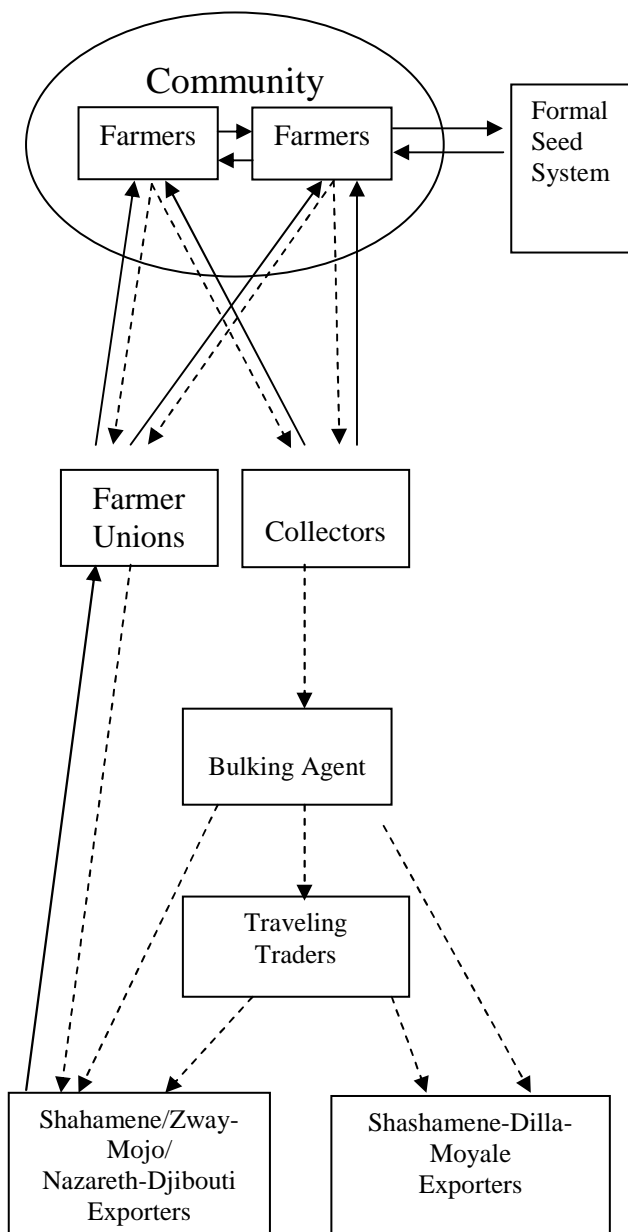 Community
Farmers
Farmers
Formal
Seed
System
Farmer
Unions
Collectors
Bulking Agent
Traveling
Traders
Shahamene/Zway-
Mojo/
Nazareth-Djibouti
Exporters
Shashamene-Dilla-
Moyale
Exporters